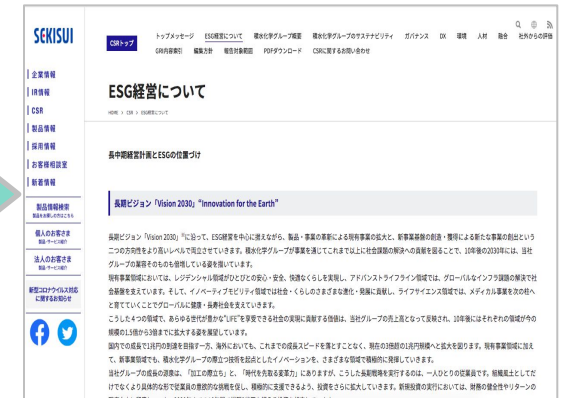 SEKISUI
企業情報
IR情報
CSR
製品情報
採用情報
お客様相談室
新着情報
製品情報検索
製品をお探しの方はこちら
個人のお客さま
製品・サービス紹介
法人のお客さま
製品・サービス紹介
新型コロナウイルス対応
に関するお知らせ
CSRトップ
トップメッセージ ESG経営について 積水化学グループ概要 積水化学グループのサステナビリティ ガバナンス DX 環境 人材 融合 社外からの評価
GRI内容索引 編集方針 報告対象範囲 PDFダウンロード CSRに関するお問い合わせ
ESG経営について
HOME > CSR > ESG経営について
長中期経営計画とESGの位置づけ
長期ビジョン「Vision 2030」“Innovation for the Earth”
長期ビジョン「Vision 2030」に沿って、ESG経営を中心に据えながら、製品・事業の革新による現有事業の拡大と、新事業基盤の創造・獲得による新たな事業の創出という
二つの方向性をより高いレベルで両立させていきます。積水化学グループが事業を通じてこれまで以上に社会課題の解決への貢献を図ることで、10年後の2030年には、当社
グループの業容そのものも倍増している姿を描いています。
現有事業領域においては、レジデンシャル領域がひとびとの安心・安全、快適なくらしを実現し、アドバンストライフライン領域では、グローバルなインフラ課題の解決で社
会基盤を支えています。そして、イノベーティブモビリティ領域では社会・くらしのさまざまな進化・発展に貢献し、ライフサイエンス領域では、メディカル事業を次の柱へ
と育てていくことでグローバルに健康・長寿社会を支えていきます。
こうした4つの領域で、あらゆる世代が豊かな"LIFE"を享受できる社会の実現に貢献する価値は、当社グループの売上高となって反映され、10年後にはそれぞれの領域が今の
規模の1.5倍から3倍までに拡大する姿を展望しています。
国内での成長で1兆円の到達を目指す一方、海外においても、これまでの成長スピードを落とすことなく、現在の3倍超の1兆円規模へと拡大を図ります。現有事業領域に加え
て、新事業領域でも、積水化学グループの際立つ技術を起点としたイノベーションを、さまざまな領域で積極的に発揮していきます。
当社グループの成長の源泉は、「加工の際立ち」と、「時代を先取る変革力」にありますが、こうした長期戦略を実行するのは、一人ひとりの従業員です。組織風土としてだ
けでなくより具体的な形で従業員の意欲的な挑戦を促し、積極的に支援できるよう、投資をさらに拡大していきます。新規投資の実行においては、財務の健全性やリターンの